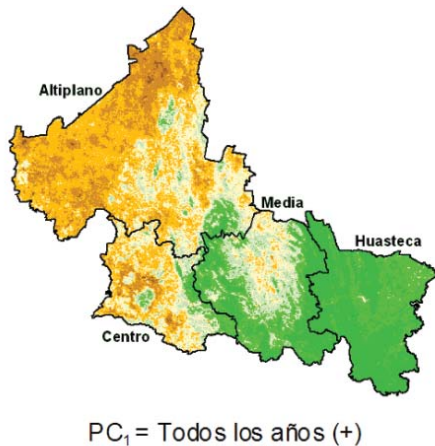 Altiplano
Media
Huasteca
Centro
PC₁ = Todos los años (+)